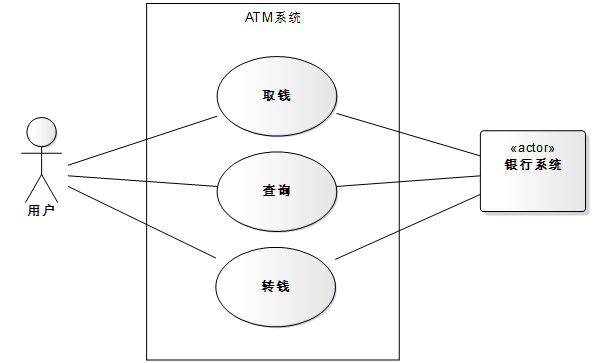 ATM系统
取钱
查询
转钱
用户
«actor»
银行系统